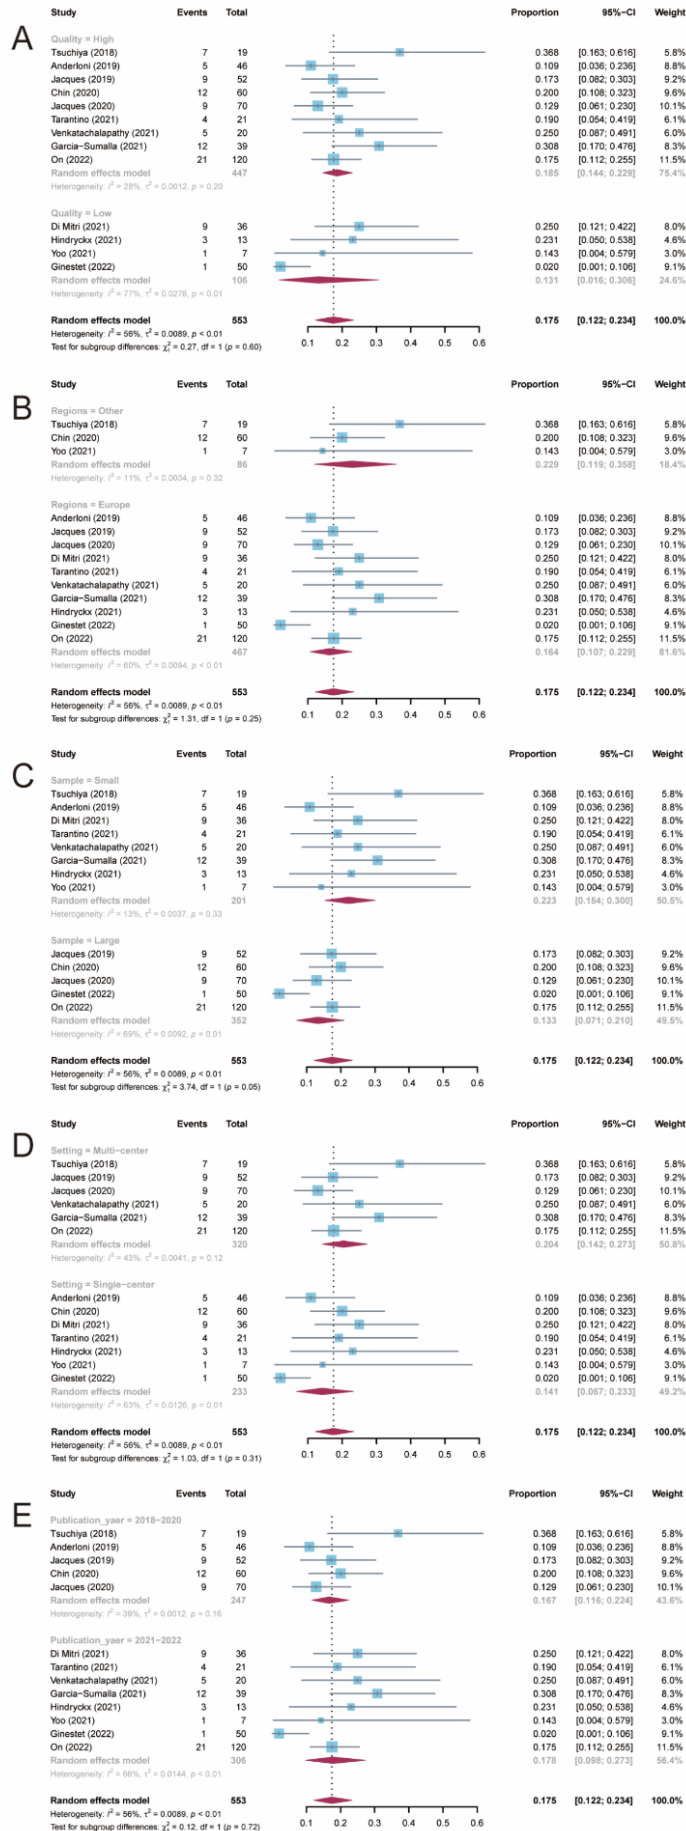 A
Study Events Total Proportion 95%−CI Weight
Quality = High
Tsuchiya (2018) 7 19 0.368 [0.163; 0.616] 5.8%
Anderloni (2019) 5 46 0.109 [0.036; 0.236] 8.8%
Jacques (2019) 9 52 0.173 [0.082; 0.303] 9.2%
Chin (2020) 12 60 0.200 [0.108; 0.323] 9.6%
Jacques (2020) 9 70 0.129 [0.061; 0.230] 10.1%
Tarantino (2021) 4 21 0.190 [0.054; 0.419] 6.1%
Venkatachalapathy (2021) 5 20 0.250 [0.087; 0.491] 6.0%
Garcia−Sumalla (2021) 12 39 0.308 [0.170; 0.476] 8.3%
On (2022) 21 120 0.175 [0.112; 0.255] 11.5%
Random effects model 447 0.185 [0.144; 0.229] 75.4%
Heterogeneity: I² = 28%, τ² = 0.0012, p = 0.20
Quality = Low
Di Mitri (2021) 9 36 0.250 [0.121; 0.422] 8.0%
Hindryckx (2021) 3 13 0.231 [0.050; 0.538] 4.6%
Yoo (2021) 1 7 0.143 [0.004; 0.579] 3.0%
Ginestet (2022) 1 50 0.020 [0.001; 0.106] 9.1%
Random effects model 106 0.131 [0.016; 0.306] 24.6%
Heterogeneity: I² = 77%, τ² = 0.0276, p < 0.01
Random effects model 553 0.175 [0.122; 0.234] 100.0%
Heterogeneity: I² = 56%, τ² = 0.0089, p < 0.01
Test for subgroup differences: χ²₁ = 0.27, df = 1 (p = 0.60)
0.1 0.2 0.3 0.4 0.5 0.6
B
Study Events Total Proportion 95%−CI Weight
Regions = Other
Tsuchiya (2018) 7 19 0.368 [0.163; 0.616] 5.8%
Chin (2020) 12 60 0.200 [0.108; 0.323] 9.6%
Yoo (2021) 1 7 0.143 [0.004; 0.579] 3.0%
Random effects model 86 0.229 [0.119; 0.358] 18.4%
Heterogeneity: I² = 11%, τ² = 0.0034, p = 0.32
Regions = Europe
Anderloni (2019) 5 46 0.109 [0.036; 0.236] 8.8%
Jacques (2019) 9 52 0.173 [0.082; 0.303] 9.2%
Jacques (2020) 9 70 0.129 [0.061; 0.230] 10.1%
Di Mitri (2021) 9 36 0.250 [0.121; 0.422] 8.0%
Tarantino (2021) 4 21 0.190 [0.054; 0.419] 6.1%
Venkatachalapathy (2021) 5 20 0.250 [0.087; 0.491] 6.0%
Garcia−Sumalla (2021) 12 39 0.308 [0.170; 0.476] 8.3%
Hindryckx (2021) 3 13 0.231 [0.050; 0.538] 4.6%
Ginestet (2022) 1 50 0.020 [0.001; 0.106] 9.1%
On (2022) 21 120 0.175 [0.112; 0.255] 11.5%
Random effects model 467 0.164 [0.107; 0.229] 81.6%
Heterogeneity: I² = 60%, τ² = 0.0094, p < 0.01
Random effects model 553 0.175 [0.122; 0.234] 100.0%
Heterogeneity: I² = 56%, τ² = 0.0089, p < 0.01
Test for subgroup differences: χ²₁ = 1.31, df = 1 (p = 0.25)
0.1 0.2 0.3 0.4 0.5 0.6
C
Study Events Total Proportion 95%−CI Weight
Sample = Small
Tsuchiya (2018) 7 19 0.368 [0.163; 0.616] 5.8%
Anderloni (2019) 5 46 0.109 [0.036; 0.236] 8.8%
Di Mitri (2021) 9 36 0.250 [0.121; 0.422] 8.0%
Tarantino (2021) 4 21 0.190 [0.054; 0.419] 6.1%
Venkatachalapathy (2021) 5 20 0.250 [0.087; 0.491] 6.0%
Garcia−Sumalla (2021) 12 39 0.308 [0.170; 0.476] 8.3%
Hindryckx (2021) 3 13 0.231 [0.050; 0.538] 4.6%
Yoo (2021) 1 7 0.143 [0.004; 0.579] 3.0%
Random effects model 201 0.223 [0.154; 0.300] 50.5%
Heterogeneity: I² = 13%, τ² = 0.0037, p = 0.33
Sample = Large
Jacques (2019) 9 52 0.173 [0.082; 0.303] 9.2%
Chin (2020) 12 60 0.200 [0.108; 0.323] 9.6%
Jacques (2020) 9 70 0.129 [0.061; 0.230] 10.1%
Ginestet (2022) 1 50 0.020 [0.001; 0.106] 9.1%
On (2022) 21 120 0.175 [0.112; 0.255] 11.5%
Random effects model 352 0.133 [0.071; 0.210] 49.5%
Heterogeneity: I² = 69%, τ² = 0.0092, p = 0.01
Random effects model 553 0.175 [0.122; 0.234] 100.0%
Heterogeneity: I² = 56%, τ² = 0.0089, p < 0.01
Test for subgroup differences: χ²₁ = 3.74, df = 1 (p = 0.05)
0.1 0.2 0.3 0.4 0.5 0.6
D
Study Events Total Proportion 95%−CI Weight
Setting = Multi−center
Tsuchiya (2018) 7 19 0.368 [0.163; 0.616] 5.8%
Jacques (2019) 9 52 0.173 [0.082; 0.303] 9.2%
Jacques (2020) 9 70 0.129 [0.061; 0.230] 10.1%
Venkatachalapathy (2021) 5 20 0.250 [0.087; 0.491] 6.0%
Garcia−Sumalla (2021) 12 39 0.308 [0.170; 0.476] 8.3%
On (2022) 21 120 0.175 [0.112; 0.255] 11.5%
Random effects model 320 0.204 [0.142; 0.273] 50.8%
Heterogeneity: I² = 43%, τ² = 0.0041, p = 0.12
Setting = Single−center
Anderloni (2019) 5 46 0.109 [0.036; 0.236] 8.8%
Chin (2020) 12 60 0.200 [0.108; 0.323] 9.6%
Di Mitri (2021) 9 36 0.250 [0.121; 0.422] 8.0%
Tarantino (2021) 4 21 0.190 [0.054; 0.419] 6.1%
Hindryckx (2021) 3 13 0.231 [0.050; 0.538] 4.6%
Yoo (2021) 1 7 0.143 [0.004; 0.579] 3.0%
Ginestet (2022) 1 50 0.020 [0.001; 0.106] 9.1%
Random effects model 233 0.141 [0.067; 0.233] 49.2%
Heterogeneity: I² = 63%, τ² = 0.0126, p = 0.01
Random effects model 553 0.175 [0.122; 0.234] 100.0%
Heterogeneity: I² = 56%, τ² = 0.0089, p < 0.01
Test for subgroup differences: χ²₁ = 1.03, df = 1 (p = 0.31)
0.1 0.2 0.3 0.4 0.5 0.6
E
Study Events Total Proportion 95%−CI Weight
Publication_yaer = 2018−2020
Tsuchiya (2018) 7 19 0.368 [0.163; 0.616] 5.8%
Anderloni (2019) 5 46 0.109 [0.036; 0.236] 8.8%
Jacques (2019) 9 52 0.173 [0.082; 0.303] 9.2%
Chin (2020) 12 60 0.200 [0.108; 0.323] 9.6%
Jacques (2020) 9 70 0.129 [0.061; 0.230] 10.1%
Random effects model 247 0.167 [0.116; 0.224] 43.6%
Heterogeneity: I² = 39%, τ² = 0.0012, p = 0.16
Publication_yaer = 2021−2022
Di Mitri (2021) 9 36 0.250 [0.121; 0.422] 8.0%
Tarantino (2021) 4 21 0.190 [0.054; 0.419] 6.1%
Venkatachalapathy (2021) 5 20 0.250 [0.087; 0.491] 6.0%
Garcia−Sumalla (2021) 12 39 0.308 [0.170; 0.476] 8.3%
Hindryckx (2021) 3 13 0.231 [0.050; 0.538] 4.6%
Yoo (2021) 1 7 0.143 [0.004; 0.579] 3.0%
Ginestet (2022) 1 50 0.020 [0.001; 0.106] 9.1%
On (2022) 21 120 0.175 [0.112; 0.255] 11.5%
Random effects model 306 0.178 [0.098; 0.273] 56.4%
Heterogeneity: I² = 66%, τ² = 0.0144, p < 0.01
Random effects model 553 0.175 [0.122; 0.234] 100.0%
Heterogeneity: I² = 56%, τ² = 0.0089, p < 0.01
Test for subgroup differences: χ²₁ = 0.12, df = 1 (p = 0.72)
0.1 0.2 0.3 0.4 0.5 0.6